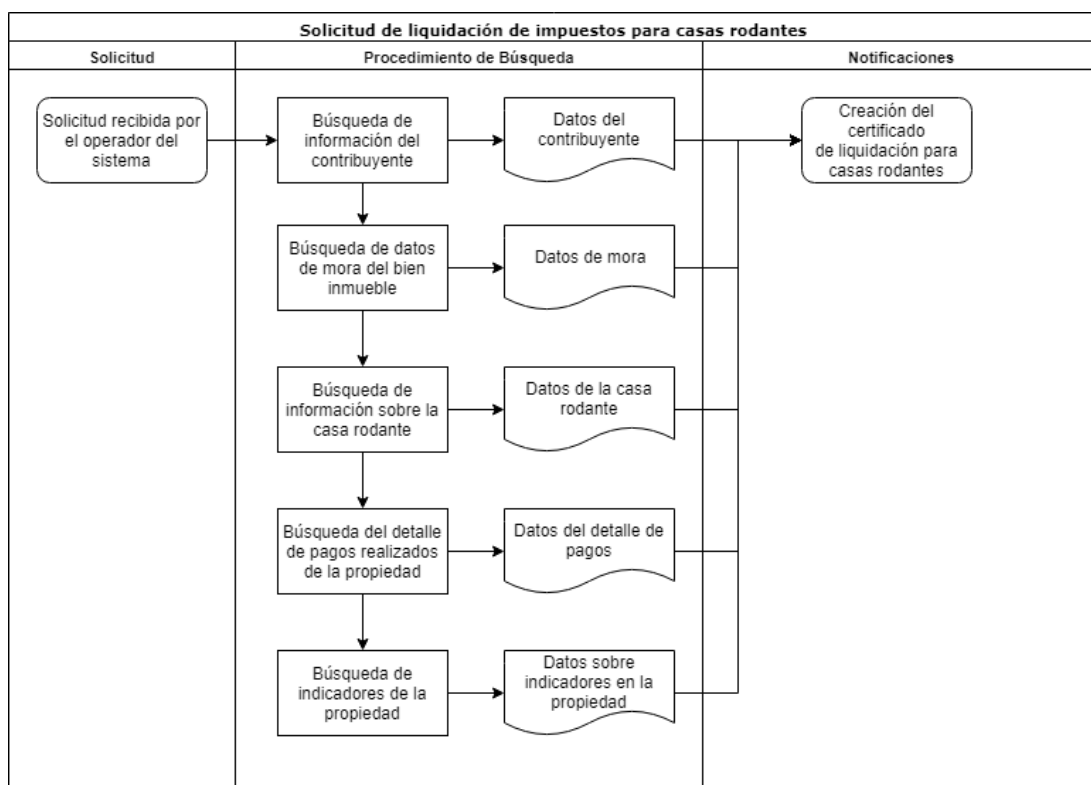 Solicitud de liquidación de impuestos para casas rodantes
Solicitud
Procedimiento de Búsqueda
Notificaciones
Solicitud recibida por
el operador del
sistema
Búsqueda de
información del
contribuyente
Datos del
contribuyente
Creación del
certificado
de liquidación para
casas rodantes
Búsqueda de datos
de mora del bien
inmueble
Datos de mora
Búsqueda de
información sobre la
casa rodante
Datos de la casa
rodante
Búsqueda del detalle
de pagos realizados
de la propiedad
Datos del detalle de
pagos
Búsqueda de
indicadores de la
propiedad
Datos sobre
indicadores en la
propiedad